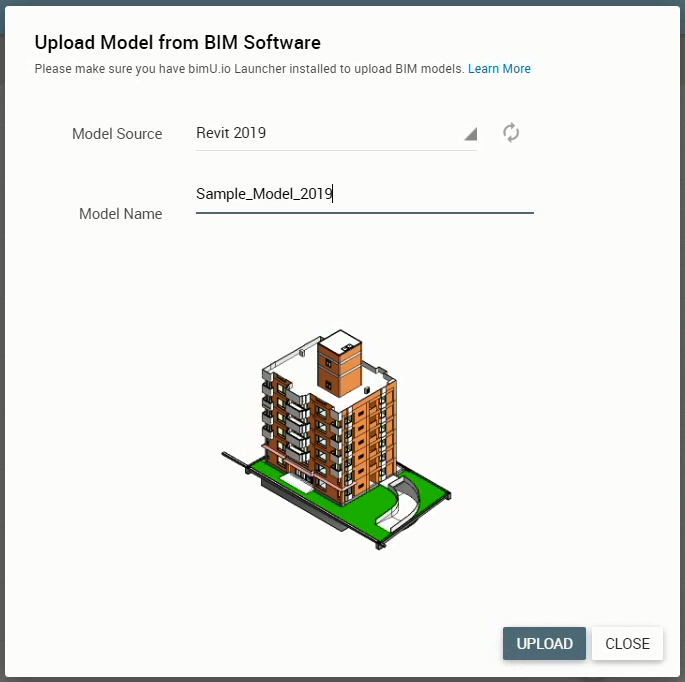 Upload Model from BIM Software
Please make sure you have bimU.io Launcher installed to upload BIM models. Learn More
Model Source
Revit 2019
Model Name
Sample_Model_2019
UPLOAD
CLOSE